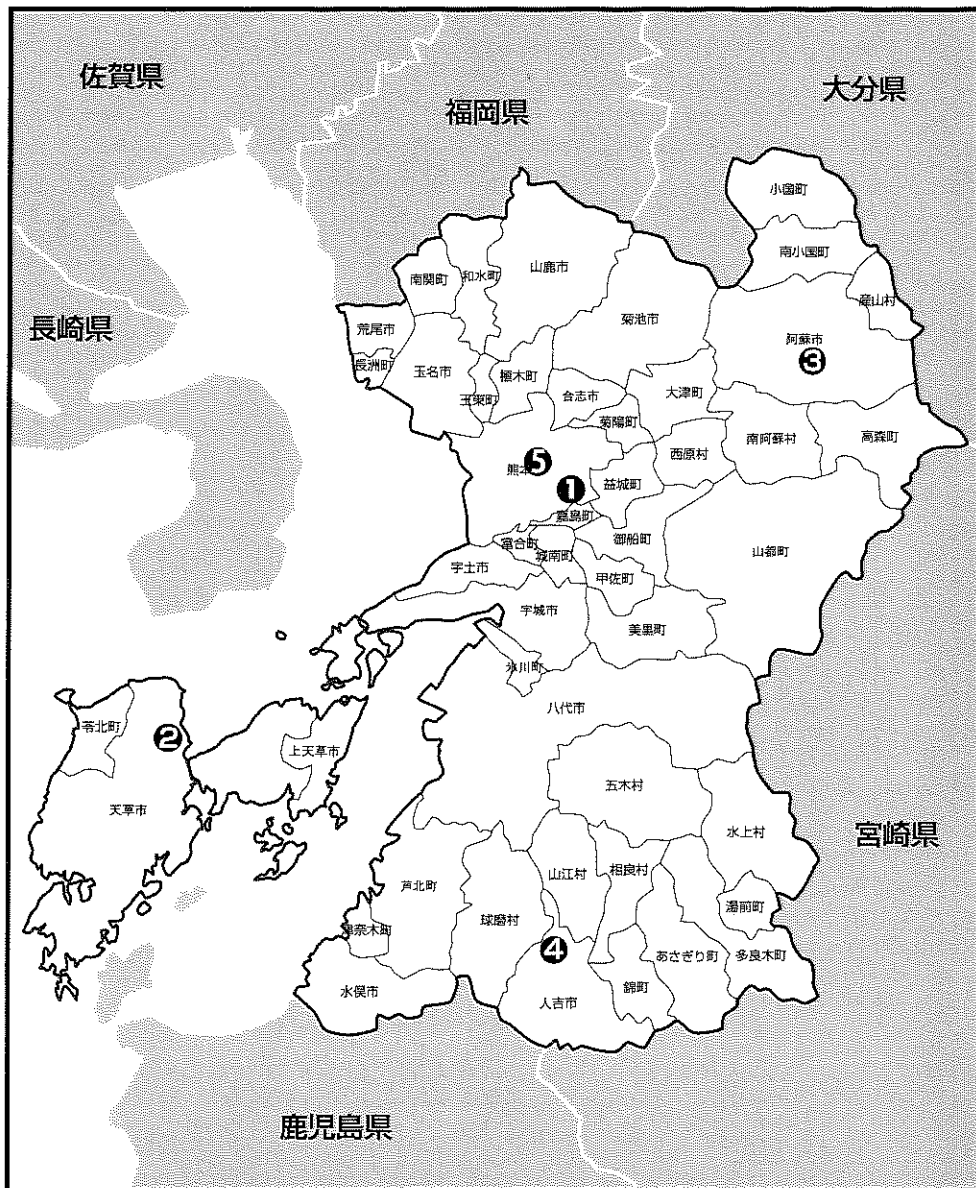 佐賀県
福岡県
大分県
小国町
南小国町
産山村
山鹿市
和水町
南関町
菊池市
長崎県
荒尾市
阿蘇市
❸
長洲町
玉名市
植木町
玉東町
合志市
大津町
菊陽町
南阿蘇村
高森町
西原村
熊本
❺
❶
益城町
嘉島町
御船町
富合町
城南町
山都町
宇土市
甲佐町
宇城市
美里町
氷川町
八代市
苓北町
❷
上天草市
天草市
五木村
水上村
宮崎県
山江村
相良村
芦北町
湯前町
球磨村
津奈木町
❹
あさぎり町
多良木町
水俣市
人吉市
錦町
鹿児島県